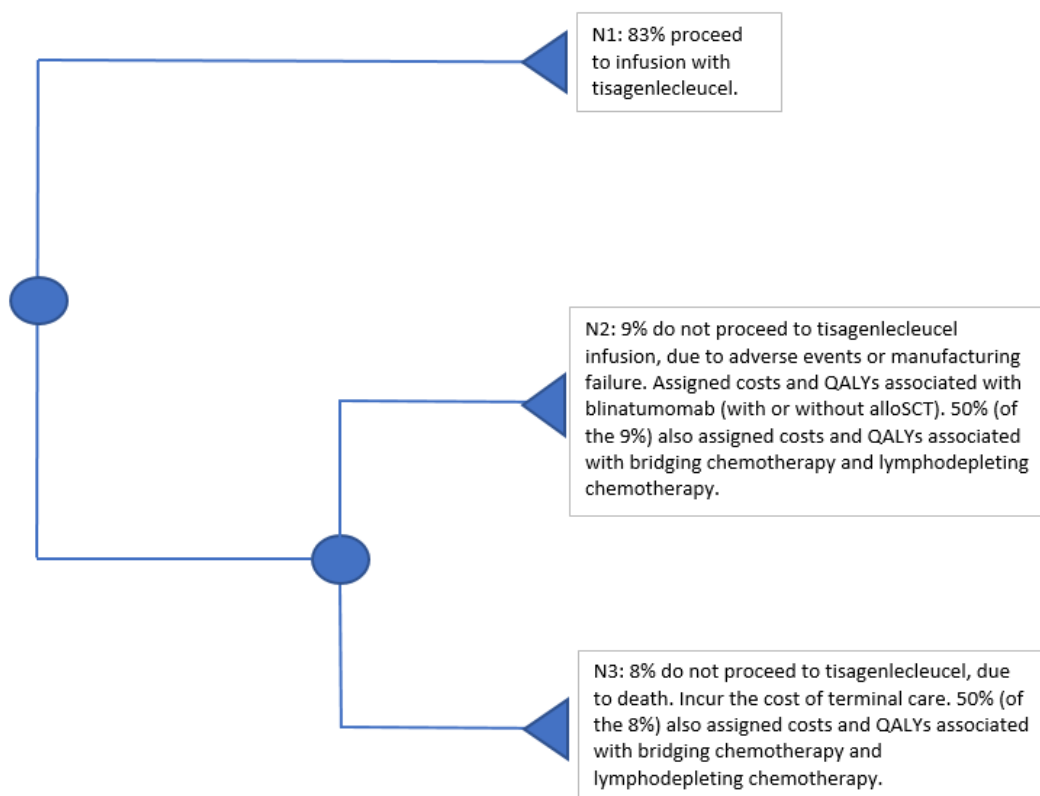 N1: 83% proceed
to infusion with
tisagenlecleucel.
N2: 9% do not proceed to tisagenlecleucel
infusion, due to adverse events or manufacturing
failure. Assigned costs and QALYs associated with
blinatumomab (with or without alloSCT). 50% (of
the 9%) also assigned costs and QALYs associated
with bridging chemotherapy and lymphodepleting
chemotherapy.
N3: 8% do not proceed to tisagenlecleucel, due
to death. Incur the cost of terminal care. 50% (of
the 8%) also assigned costs and QALYs associated
with bridging chemotherapy and
lymphodepleting chemotherapy.